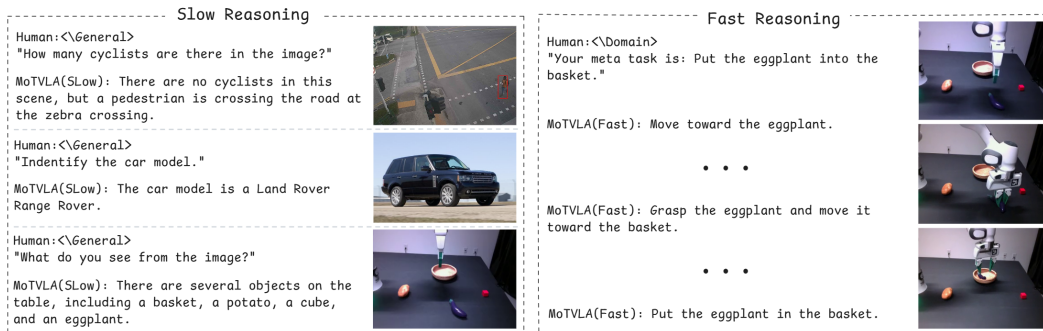 Slow Reasoning
Human:<\General>
"How many cyclists are there in the image?"
MoTVLA(SLow): There are no cyclists in this
scene, but a pedestrian is crossing the road at
the zebra crossing.
Human:<\General>
"Indentify the car model."
MoTVLA(SLow): The car model is a Land Rover
Range Rover.
Human:<\General>
"What do you see from the image?"
MoTVLA(SLow): There are several objects on the
table, including a basket, a potato, a cube,
and an eggplant.
Fast Reasoning
Human:<\Domain>
"Your meta task is: Put the eggplant into the
basket."
MoTVLA(Fast): Move toward the eggplant.
• • •
MoTVLA(Fast): Grasp the eggplant and move it
toward the basket.
• • •
MoTVLA(Fast): Put the eggplant in the basket.